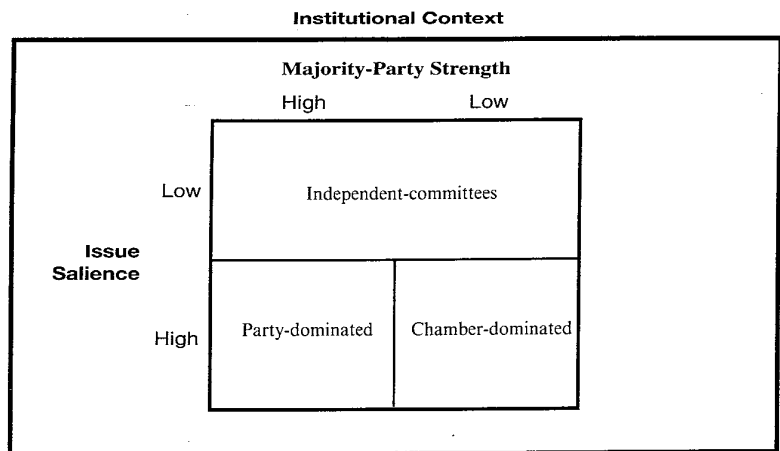 Institutional Context
Majority-Party Strength
High Low
Low
Independent-committees
Issue
Salience
High
Party-dominated Chamber-dominated